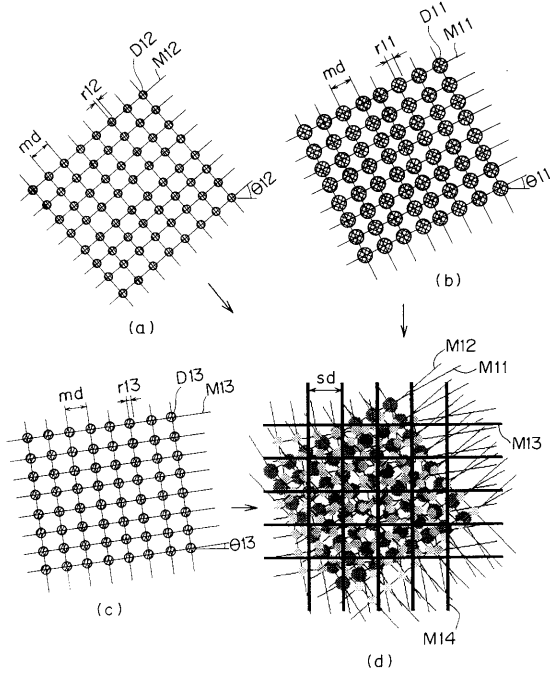 D12
M12
r12
md
θ12
(a)
D11
M11
r11
md
θ11
(b)
D13
M13
r13
md
θ13
(c)
M12
M11
sd
M13
M14
(d)